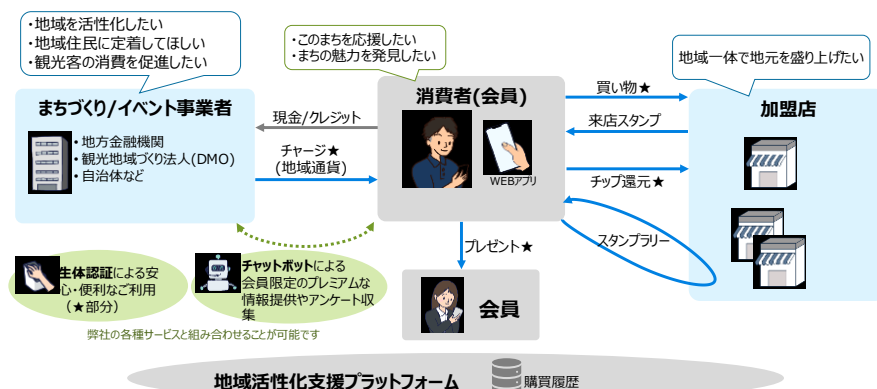 ・地域を活性化したい
・地域住民に定着してほしい
・観光客の消費を促進したい
・このまちを応援したい
・まちの魅力を発見したい
地域一体で地元を盛り上げたい
まちづくり/イベント事業者
・地方金融機関
・観光地域づくり法人(DMO)
・自治体など
現金/クレジット
チャージ★
(地域通貨)
消費者(会員)
WEBアプリ
買い物★
来店スタンプ
チップ還元★
スタンプラリー
加盟店
プレゼント★
会員
生体認証による安
心・便利なご利用
(★部分)
チャットボットによる
会員限定のプレミアムな
情報提供やアンケート収
集
弊社の各種サービスと組み合わせることが可能です
地域活性化支援プラットフォーム
購買履歴